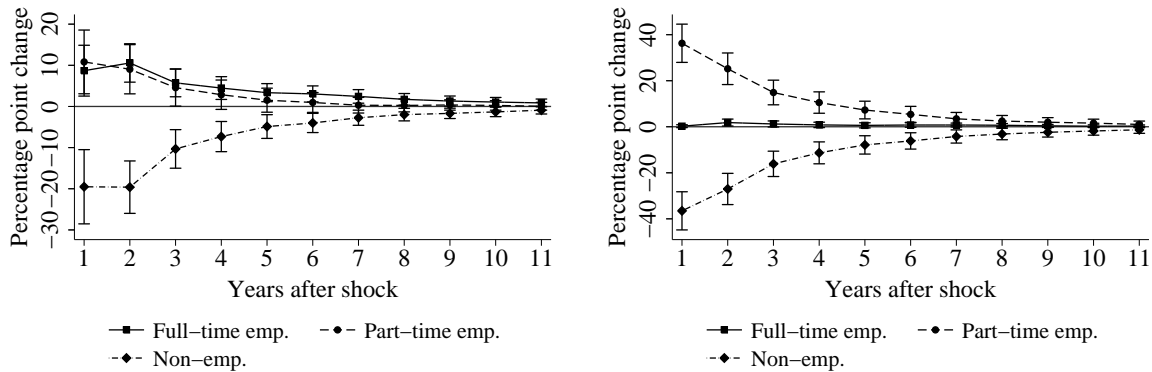 Percentage point change
20
10
0
−10
−20
−30
1 2 3 4 5 6 7 8 9 10 11
Years after shock
Full−time emp. Part−time emp.
Non−emp.
Percentage point change
40
20
0
−20
−40
1 2 3 4 5 6 7 8 9 10 11
Years after shock
Full−time emp. Part−time emp.
Non−emp.